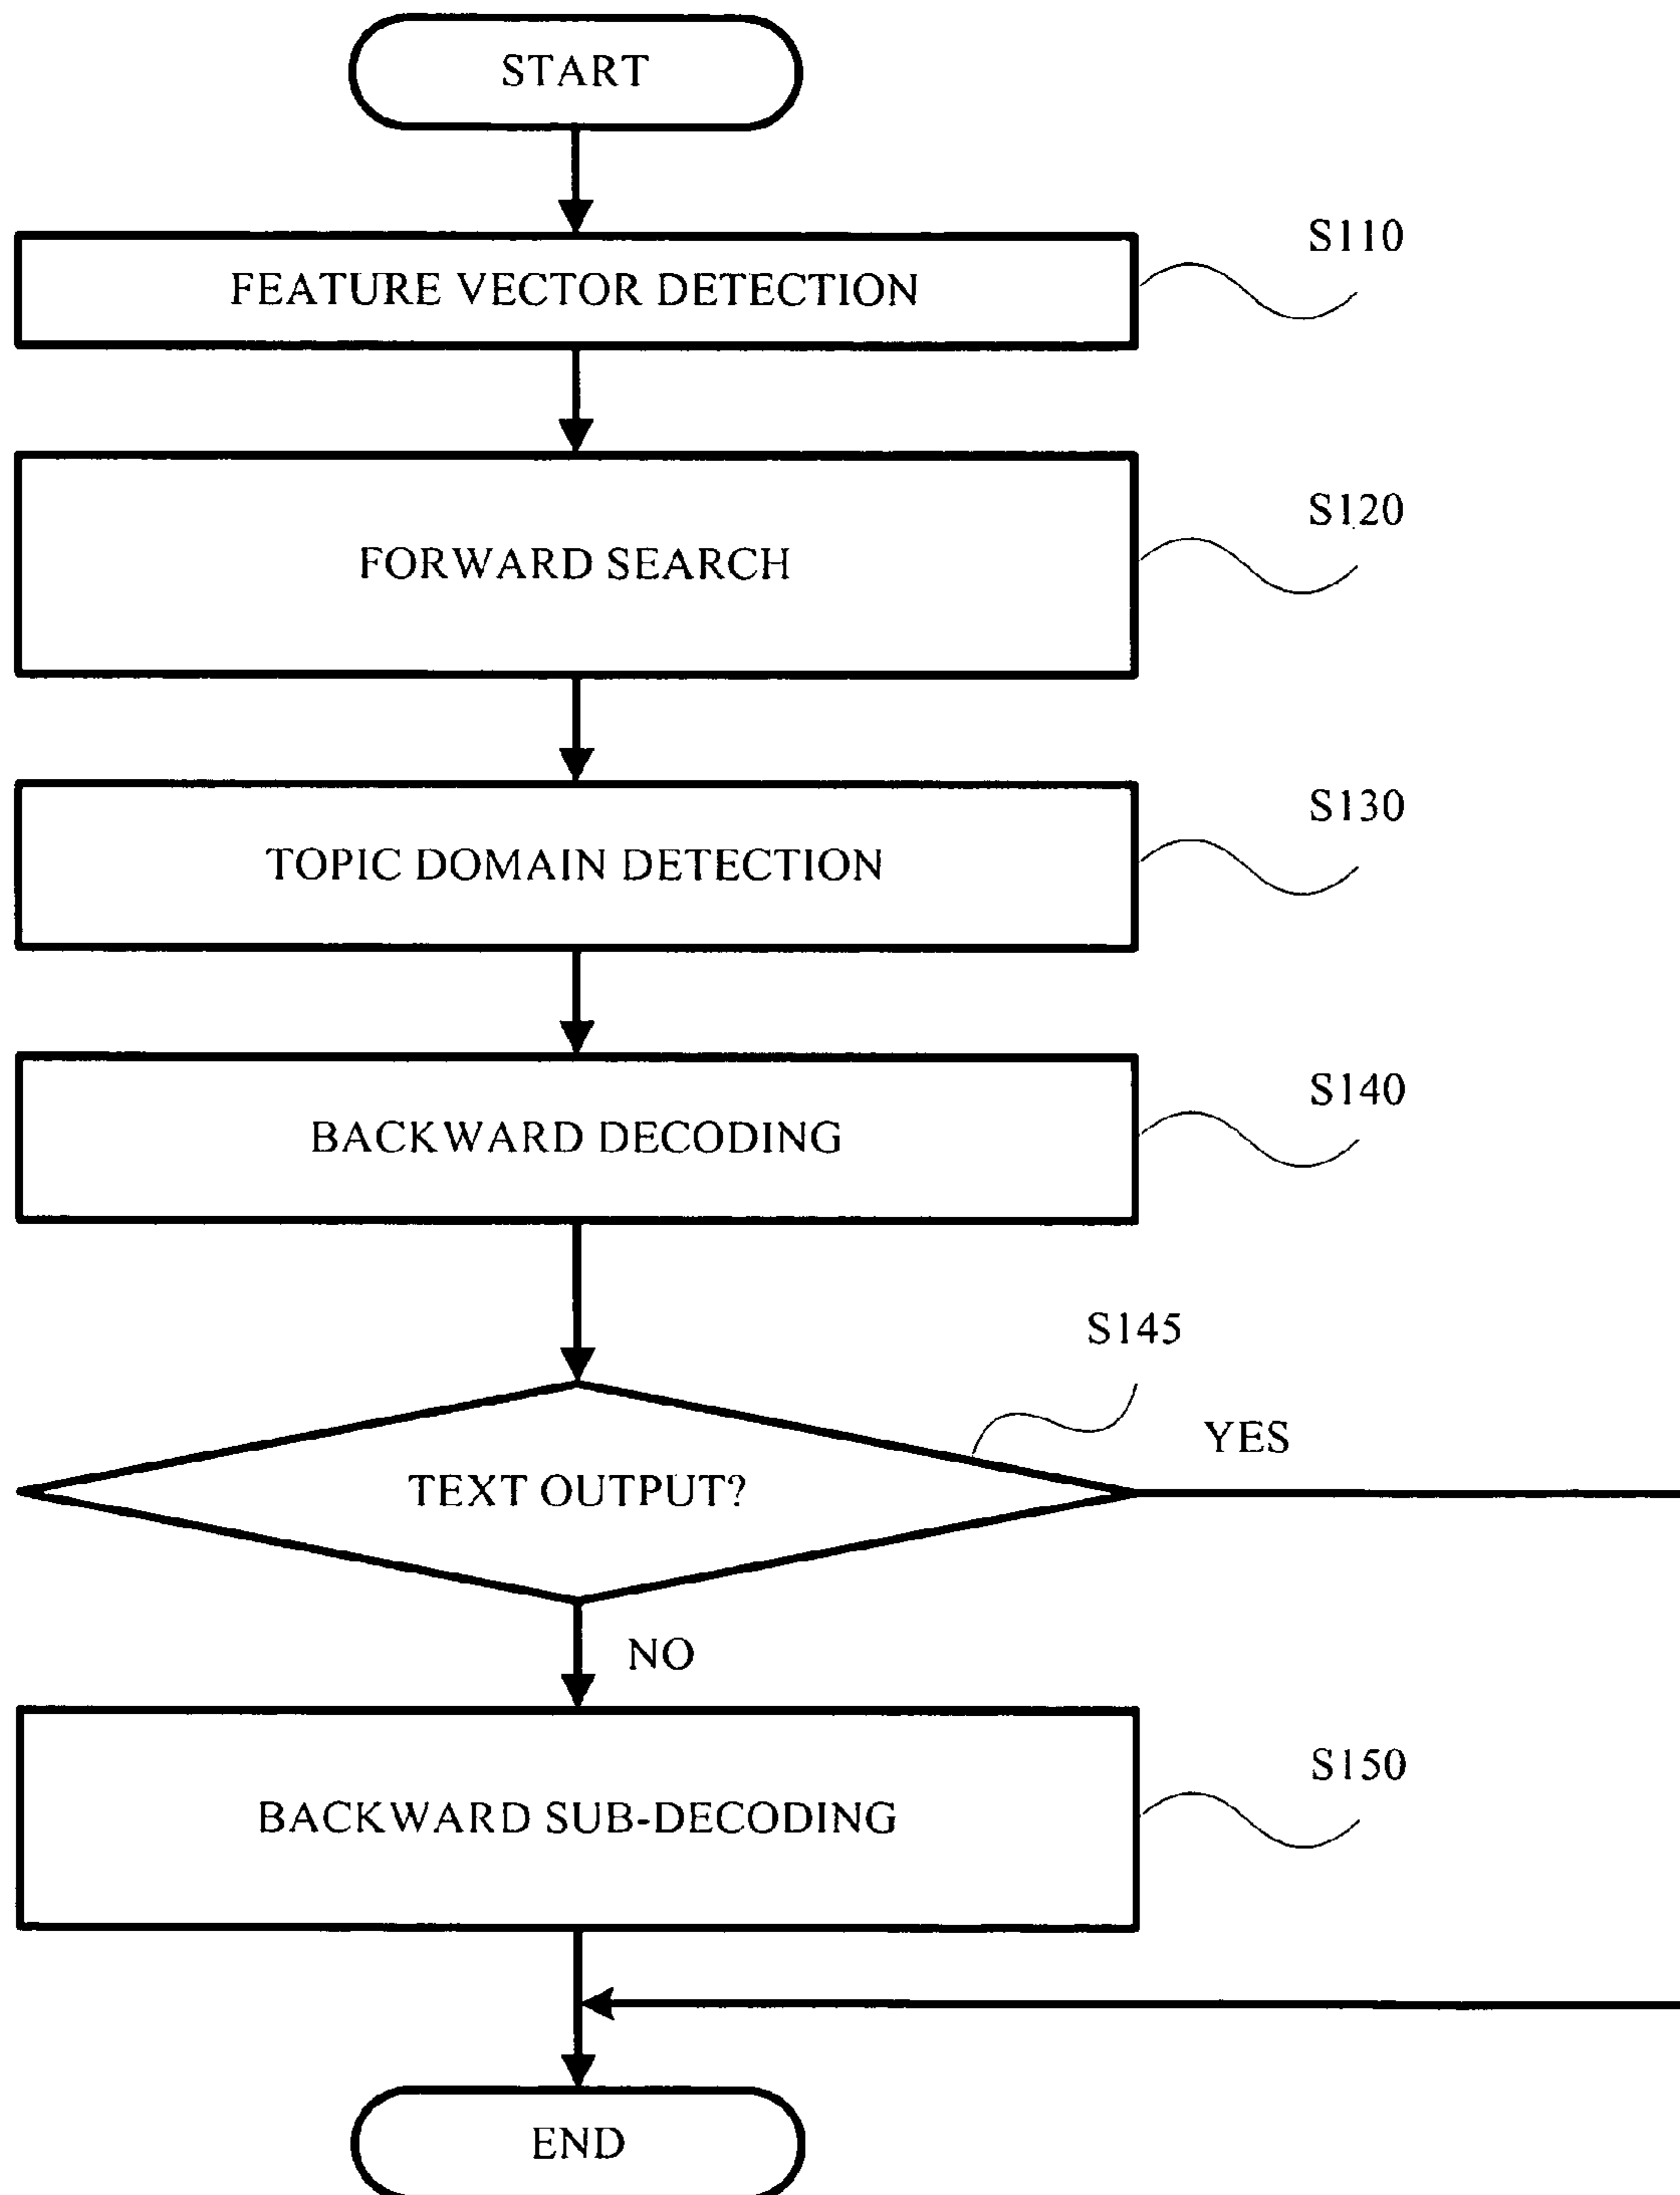 START
S110
FEATURE VECTOR DETECTION
S120
FORWARD SEARCH
S130
TOPIC DOMAIN DETECTION
S140
BACKWARD DECODING
S145
YES
TEXT OUTPUT?
NO
S150
BACKWARD SUB-DECODING
END